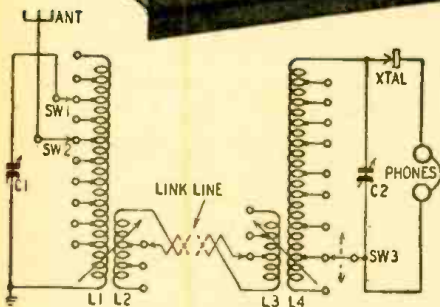 ANT
XTAL
SW1
SW2
C1
C2
PHONES
LINK LINE
SW3
L1 L2
L3 L4